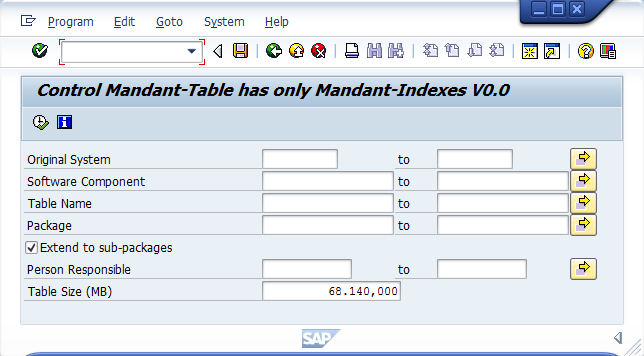 Program Edit Goto System Help
Control Mandant-Table has only Mandant-Indexes V0.0
Original System to
Software Component to
Table Name to
Package to
Extend to sub-packages
Person Responsible to
Table Size (MB) 68.140,000
SAP